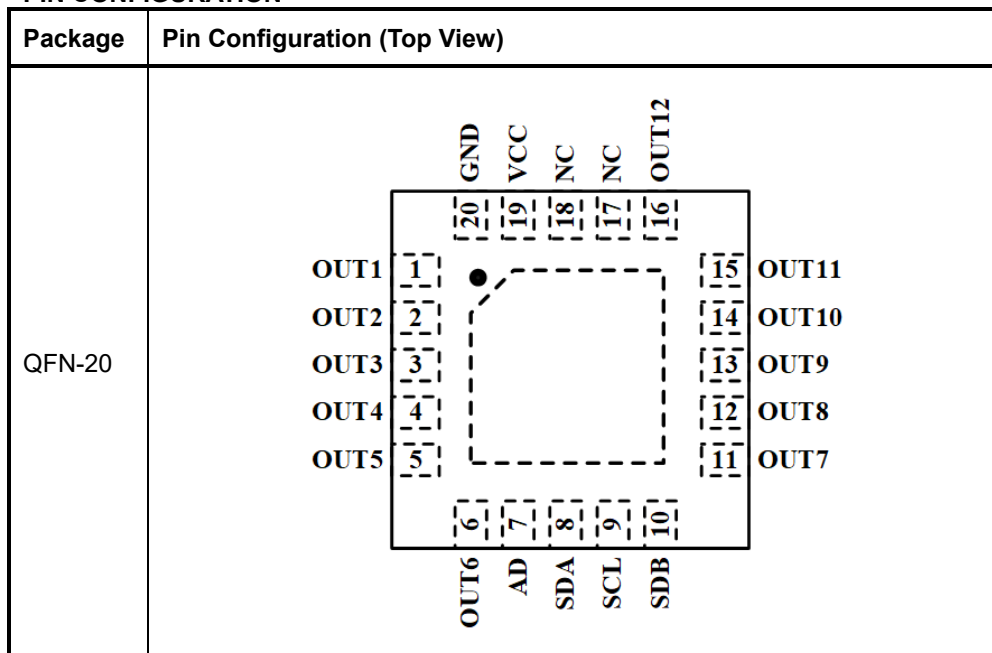 Package Pin Configuration (Top View)
QFN-20
GND VCC NC NC OUT12
20 19 18 17 16
OUT1 1 15 OUT11
OUT2 2 14 OUT10
OUT3 3 13 OUT9
OUT4 4 12 OUT8
OUT5 5 11 OUT7
6 7 8 9 10
OUT6 AD SDA SCL SDB